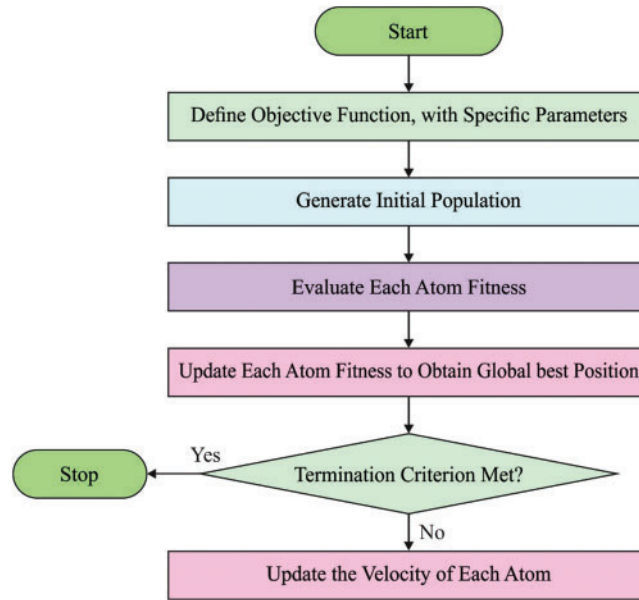 Start
Define Objective Function, with Specific Parameters
Generate Initial Population
Evaluate Each Atom Fitness
Update Each Atom Fitness to Obtain Global best Position
Yes
Stop
Termination Criterion Met?
No
Update the Velocity of Each Atom